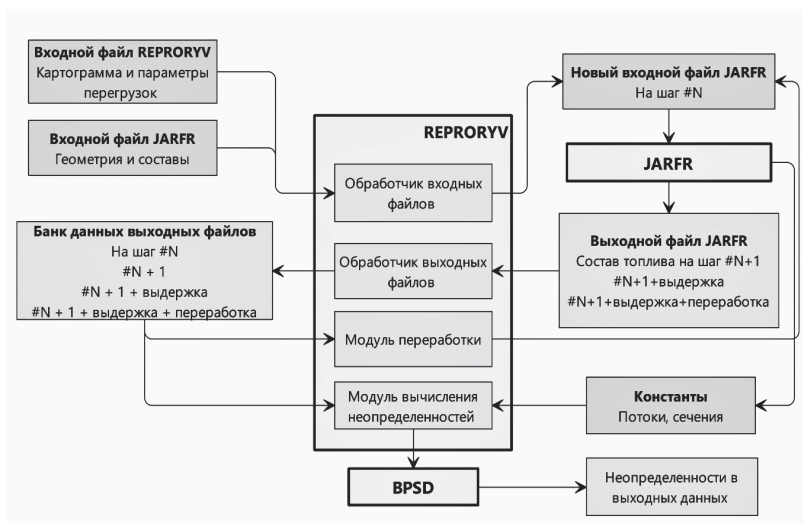 Входной файл REPRORYV
Картограмма и параметры
перегрузок
Входной файл JARFR
Геометрия и составы
Банк данных выходных файлов
На шаг #N
#N + 1
#N + 1 + выдержка
#N + 1 + выдержка + переработка
REPRORYV
Обработчик входных
файлов
Обработчик выходных
файлов
Модуль переработки
Модуль вычисления
неопределенностей
BPSD
Новый входной файл JARFR
На шаг #N
JARFR
Выходной файл JARFR
Состав топлива на шаг #N+1
#N+1+выдержка
#N+1+выдержка+переработка
Константы
Потоки, сечения
Неопределенности в
выходных данных